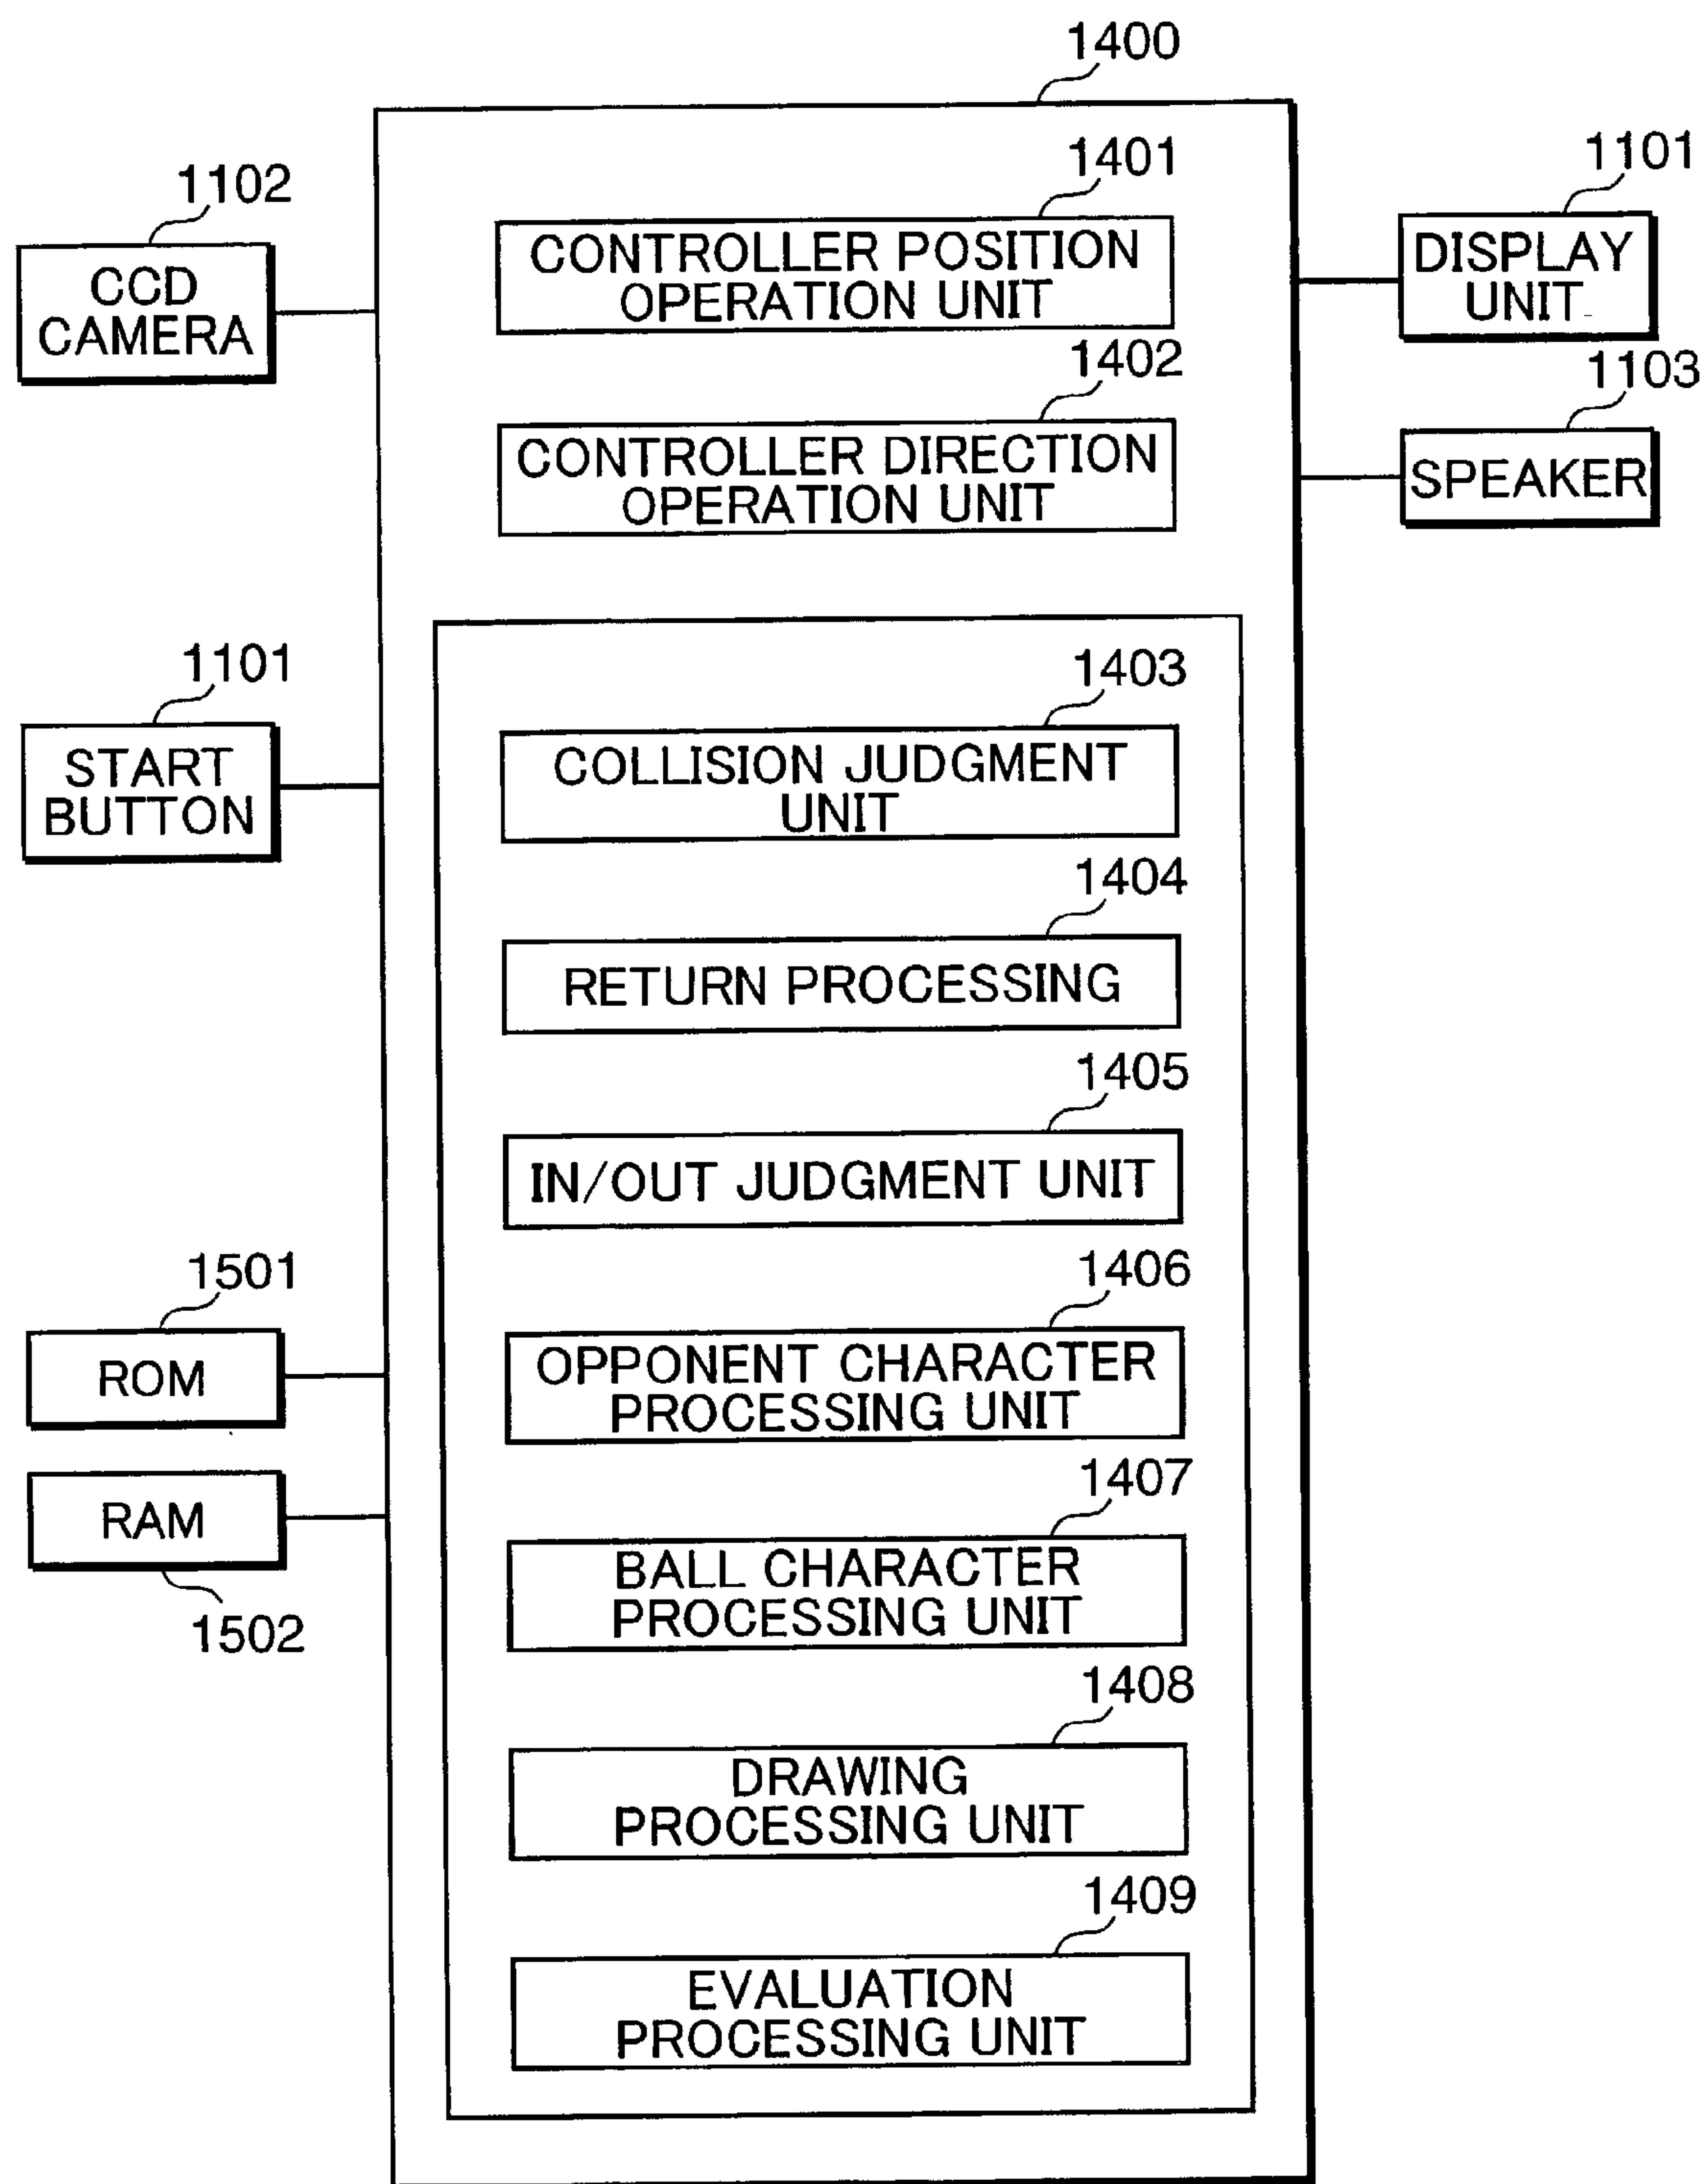 1400
1401
CONTROLLER POSITION
OPERATION UNIT
1402
CONTROLLER DIRECTION
OPERATION UNIT
1403
COLLISION JUDGMENT
UNIT
1404
RETURN PROCESSING
1405
IN/OUT JUDGMENT UNIT
1406
OPPONENT CHARACTER
PROCESSING UNIT
1407
BALL CHARACTER
PROCESSING UNIT
1408
DRAWING
PROCESSING UNIT
1409
EVALUATION
PROCESSING UNIT
1102
CCD
CAMERA
1101
START
BUTTON
1501
ROM
RAM
1502
1101
DISPLAY
UNIT
1103
SPEAKER